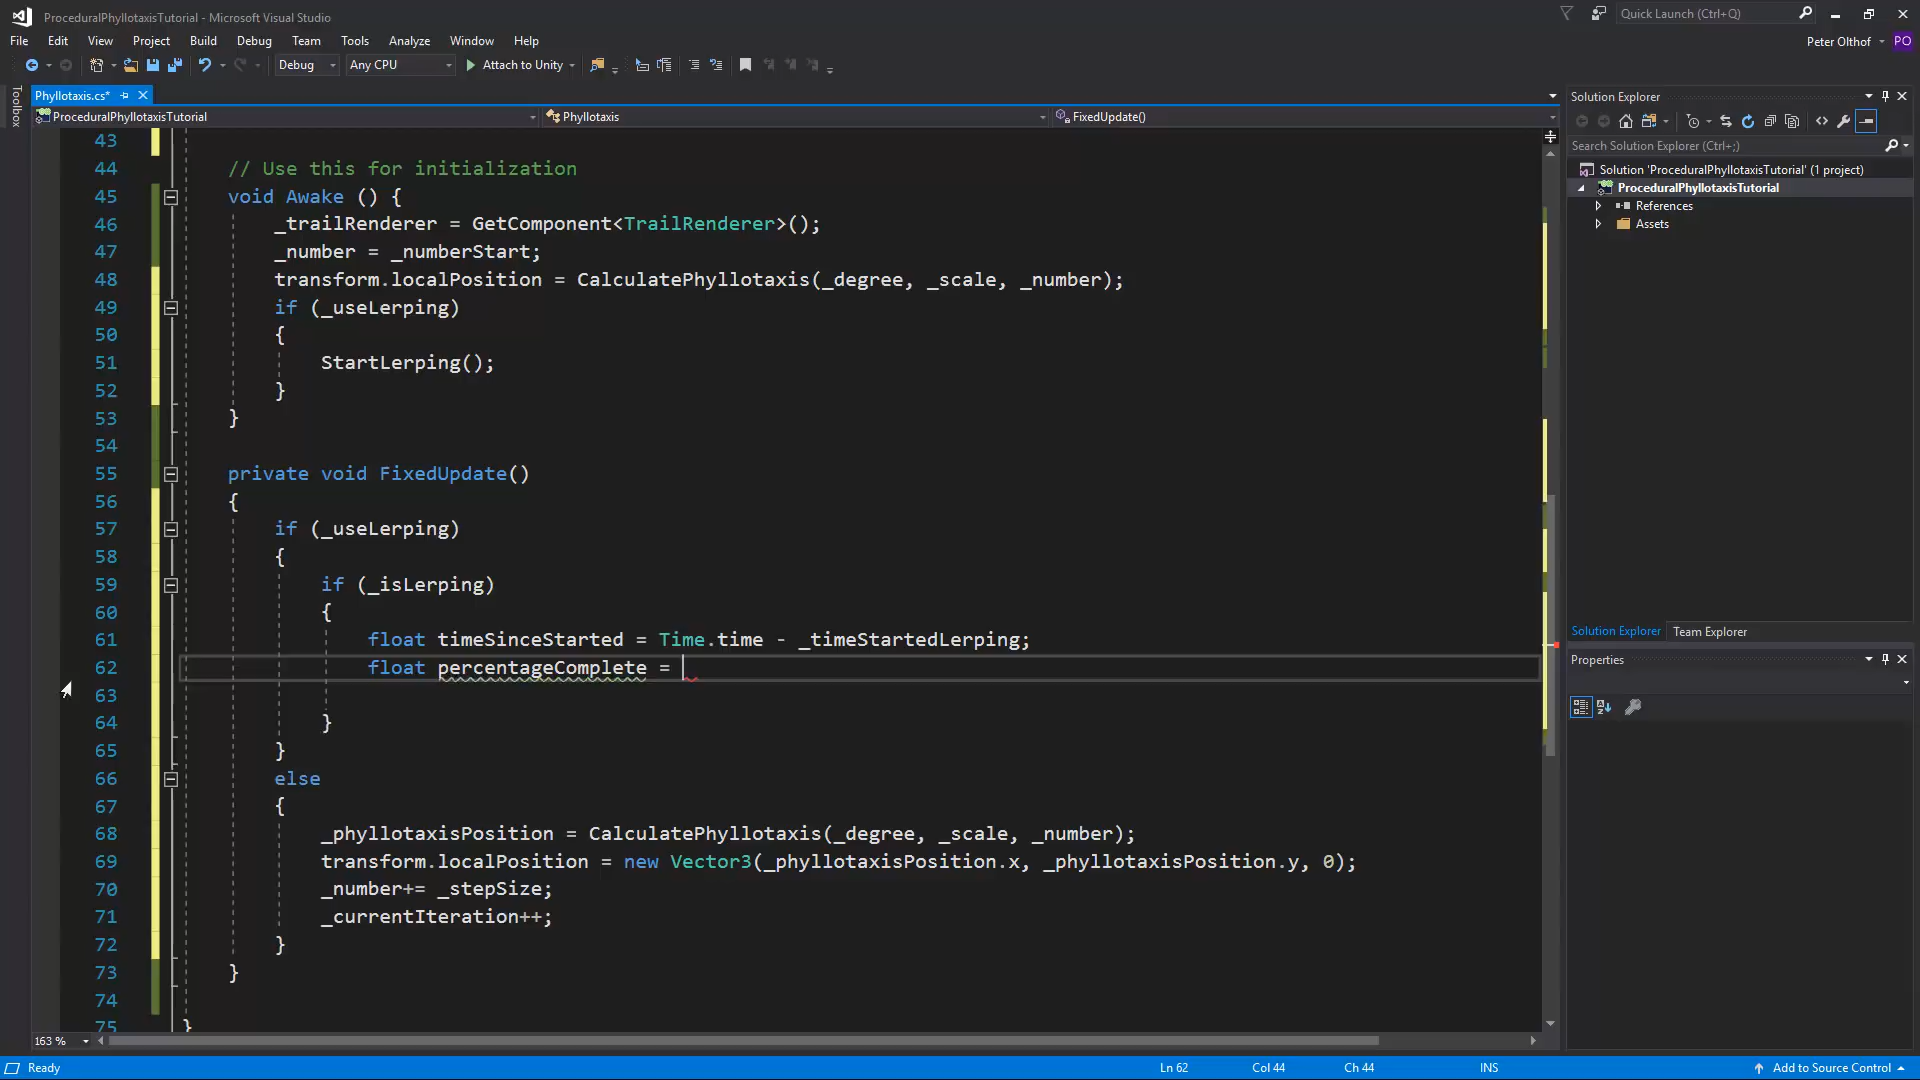 ProceduralPhyllotaxisTutorial - Microsoft Visual Studio
Quick Launch (Ctrl+Q)
File Edit View Project Build Debug Team Tools Analyze Window Help
Peter Olthof PO
Debug Any CPU Attach to Unity
Toolbox
Phyllotaxis.cs*
ProceduralPhyllotaxisTutorial Phyllotaxis FixedUpdate()
43
44 // Use this for initialization
45 void Awake () {
46 _trailRenderer = GetComponent<TrailRenderer>();
47 _number = _numberStart;
48 transform.localPosition = CalculatePhyllotaxis(_degree, _scale, _number);
49 if (_useLerping)
50 {
51 StartLerping();
52 }
53 }
54
55 private void FixedUpdate()
56 {
57 if (_useLerping)
58 {
59 if (_isLerping)
60 {
61 float timeSinceStarted = Time.time - _timeStartedLerping;
62 float percentageComplete =
63
64 }
65 }
66 else
67 {
68 _phyllotaxisPosition = CalculatePhyllotaxis(_degree, _scale, _number);
69 transform.localPosition = new Vector3(_phyllotaxisPosition.x, _phyllotaxisPosition.y, 0);
70 _number+= _stepSize;
71 _currentIteration++;
72 }
73 }
74
75 }
163 %
Solution Explorer
Search Solution Explorer (Ctrl+;)
Solution 'ProceduralPhyllotaxisTutorial' (1 project)
ProceduralPhyllotaxisTutorial
References
Assets
Solution Explorer Team Explorer
Properties
Ready Ln 62 Col 44 Ch 44 INS Add to Source Control